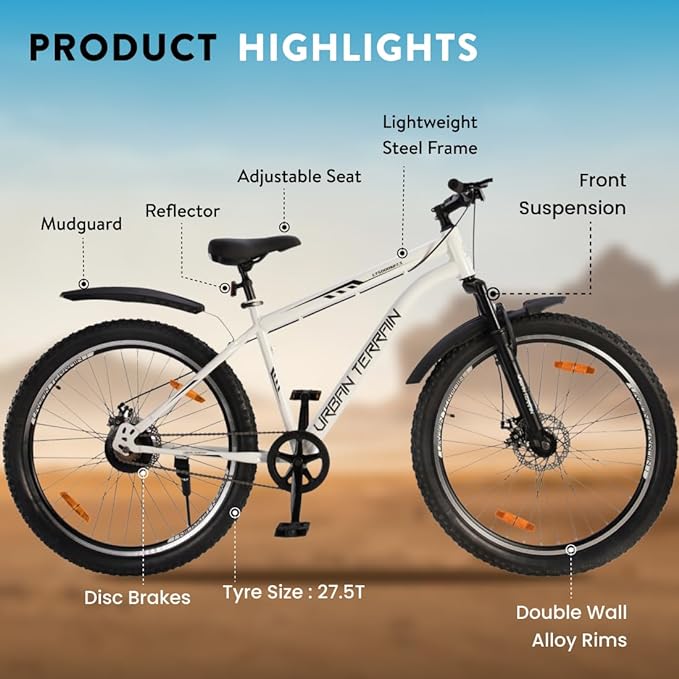 PRODUCT HIGHLIGHTS
Lightweight
Steel Frame
Adjustable Seat
Front
Suspension
Reflector
Mudguard
URBAN TERRAIN
Disc Brakes
Tyre Size : 27.5T
Double Wall
Alloy Rims